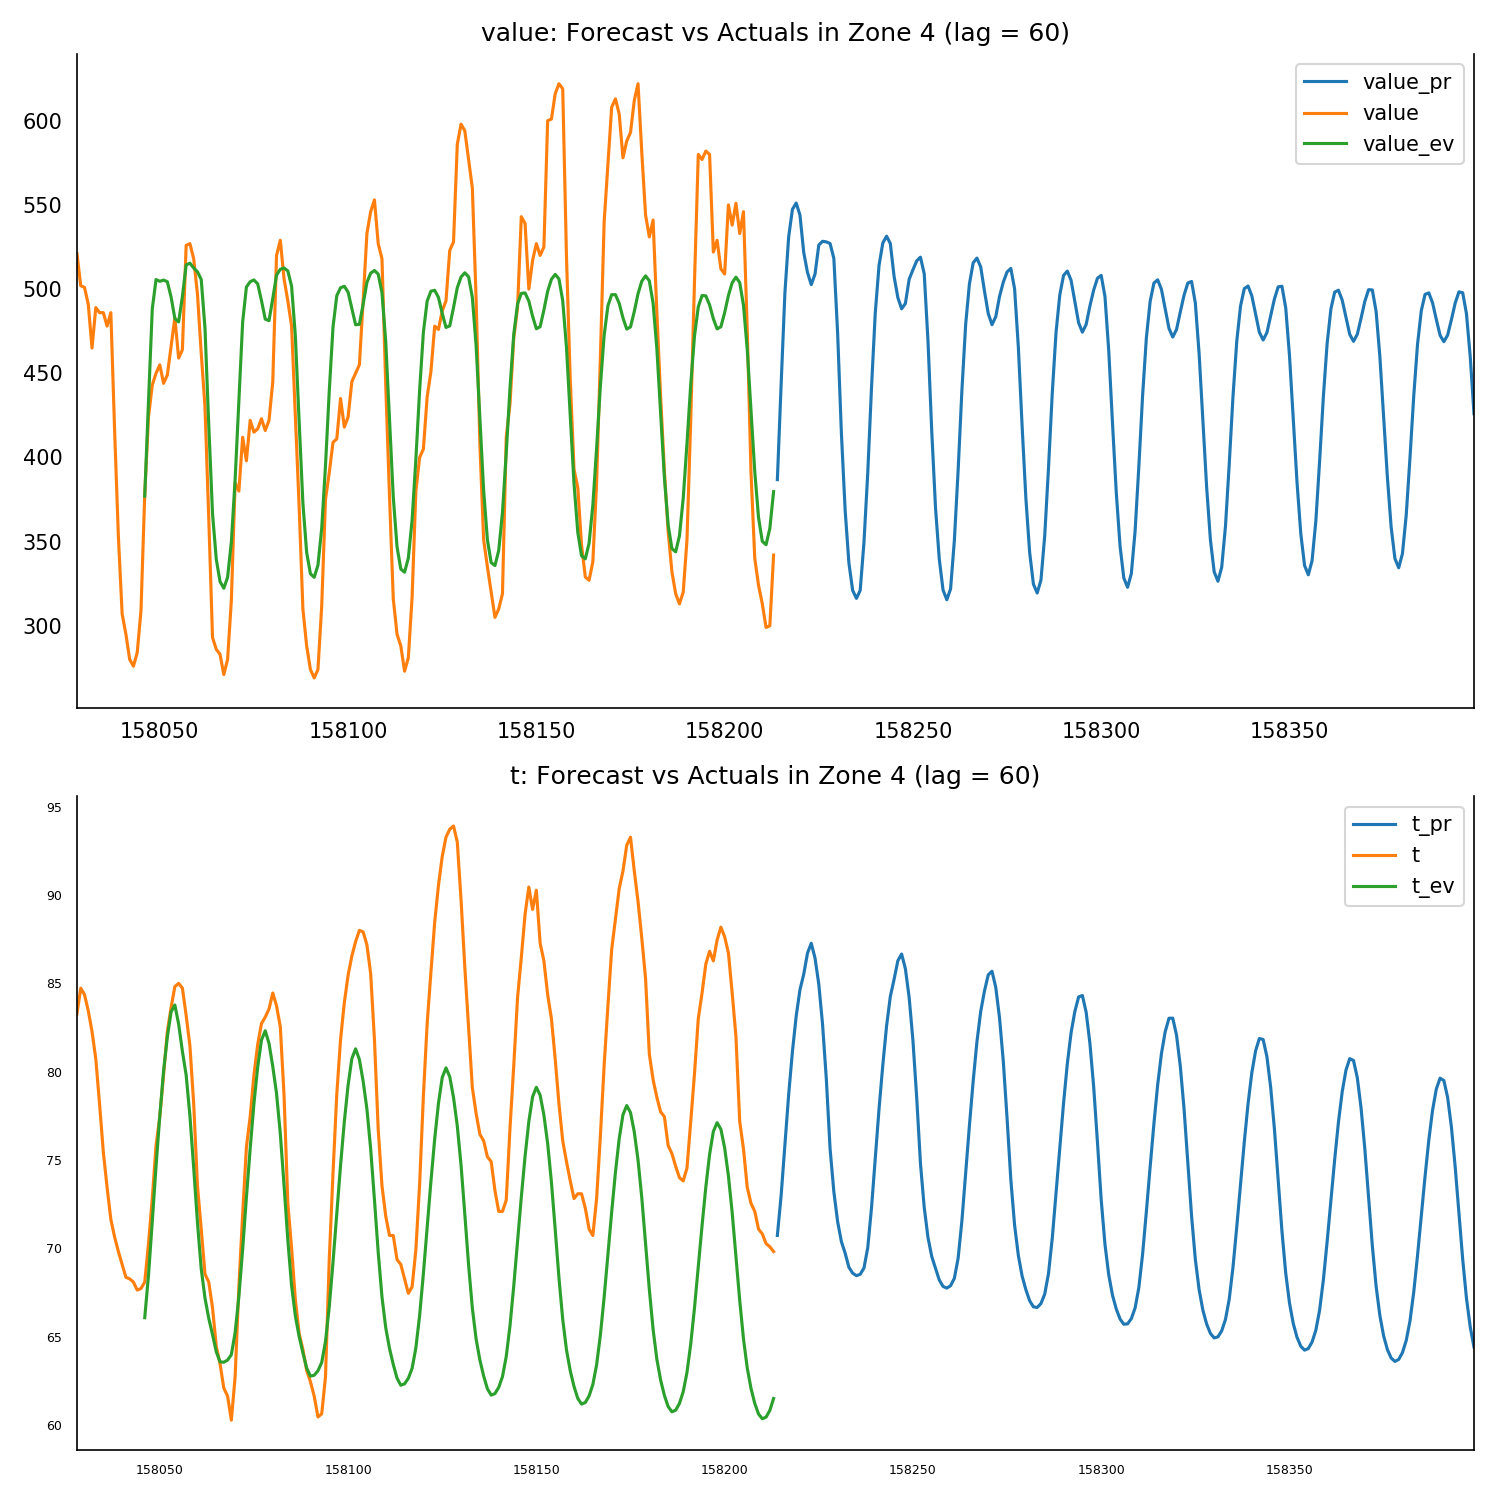 value: Forecast vs Actuals in Zone 4 (lag = 60)
value_pr
value
value_ev
600
550
500
450
400
350
300
158050 158100 158150 158200 158250 158300 158350
t: Forecast vs Actuals in Zone 4 (lag = 60)
t_pr
t
t_ev
95
90
85
80
75
70
65
60
158050 158100 158150 158200 158250 158300 158350